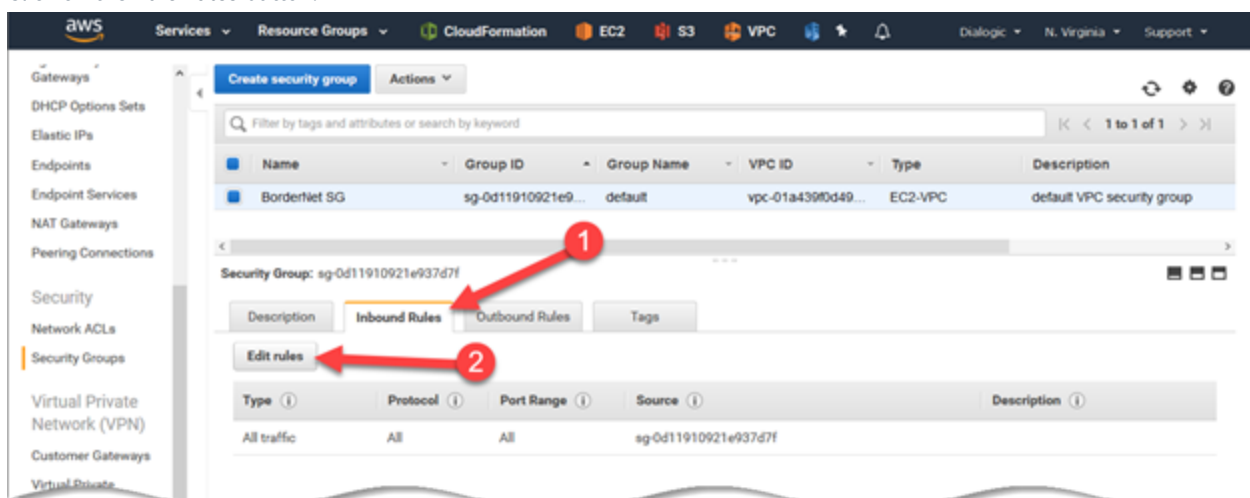 aws Services Resource Groups CloudFormation EC2 S3 VPC Dialogic N. Virginia Support
Gateways
DHCP Options Sets
Elastic IPs
Endpoints
Endpoint Services
NAT Gateways
Peering Connections
Security
Network ACLs
Security Groups
Virtual Private
Network (VPN)
Customer Gateways
Virtual Private
Create security group Actions
Filter by tags and attributes or search by keyword 1 to 1 of 1
Name Group ID Group Name VPC ID Type Description
BorderNet SG sg-0d11910921e9... default vpc-01a439f0d49... EC2-VPC default VPC security group
1
Security Group: sg-0d11910921e937d7f
Description Inbound Rules Outbound Rules Tags
Edit rules 2
Type Protocol Port Range Source Description
All traffic All All sg-0d11910921e937d7f